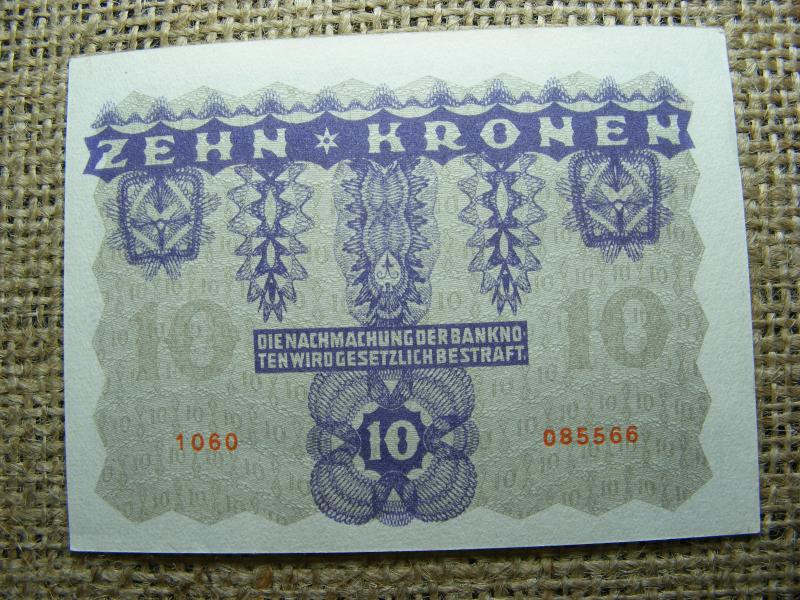 ZEHN ✶ KRONEN
10 10
DIE NACHMACHUNG DER BANKNO-
TEN WIRD GESETZLICH BESTRAFT.
1060 10 085566